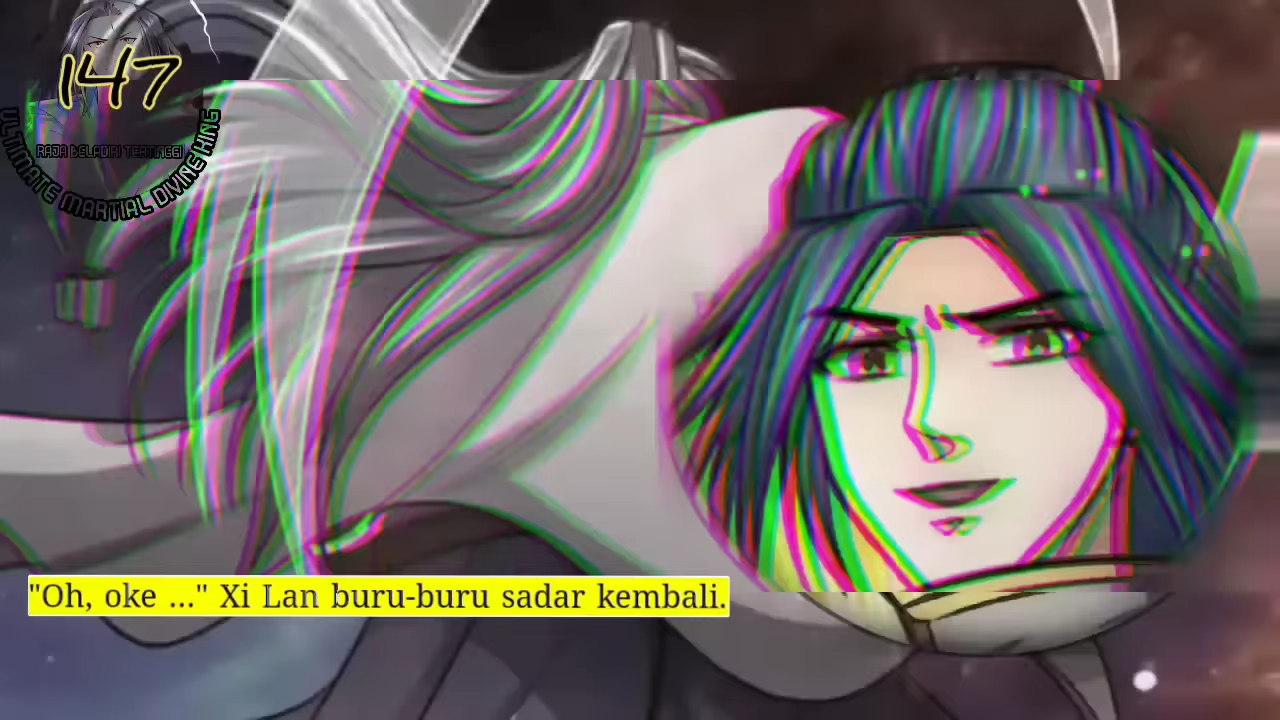 147
RAJA BELADIRI TERTINGGI
ULTIMATE MARTIAL DIVINE KING
"Oh, oke ..." Xi Lan buru-buru sadar kembali.